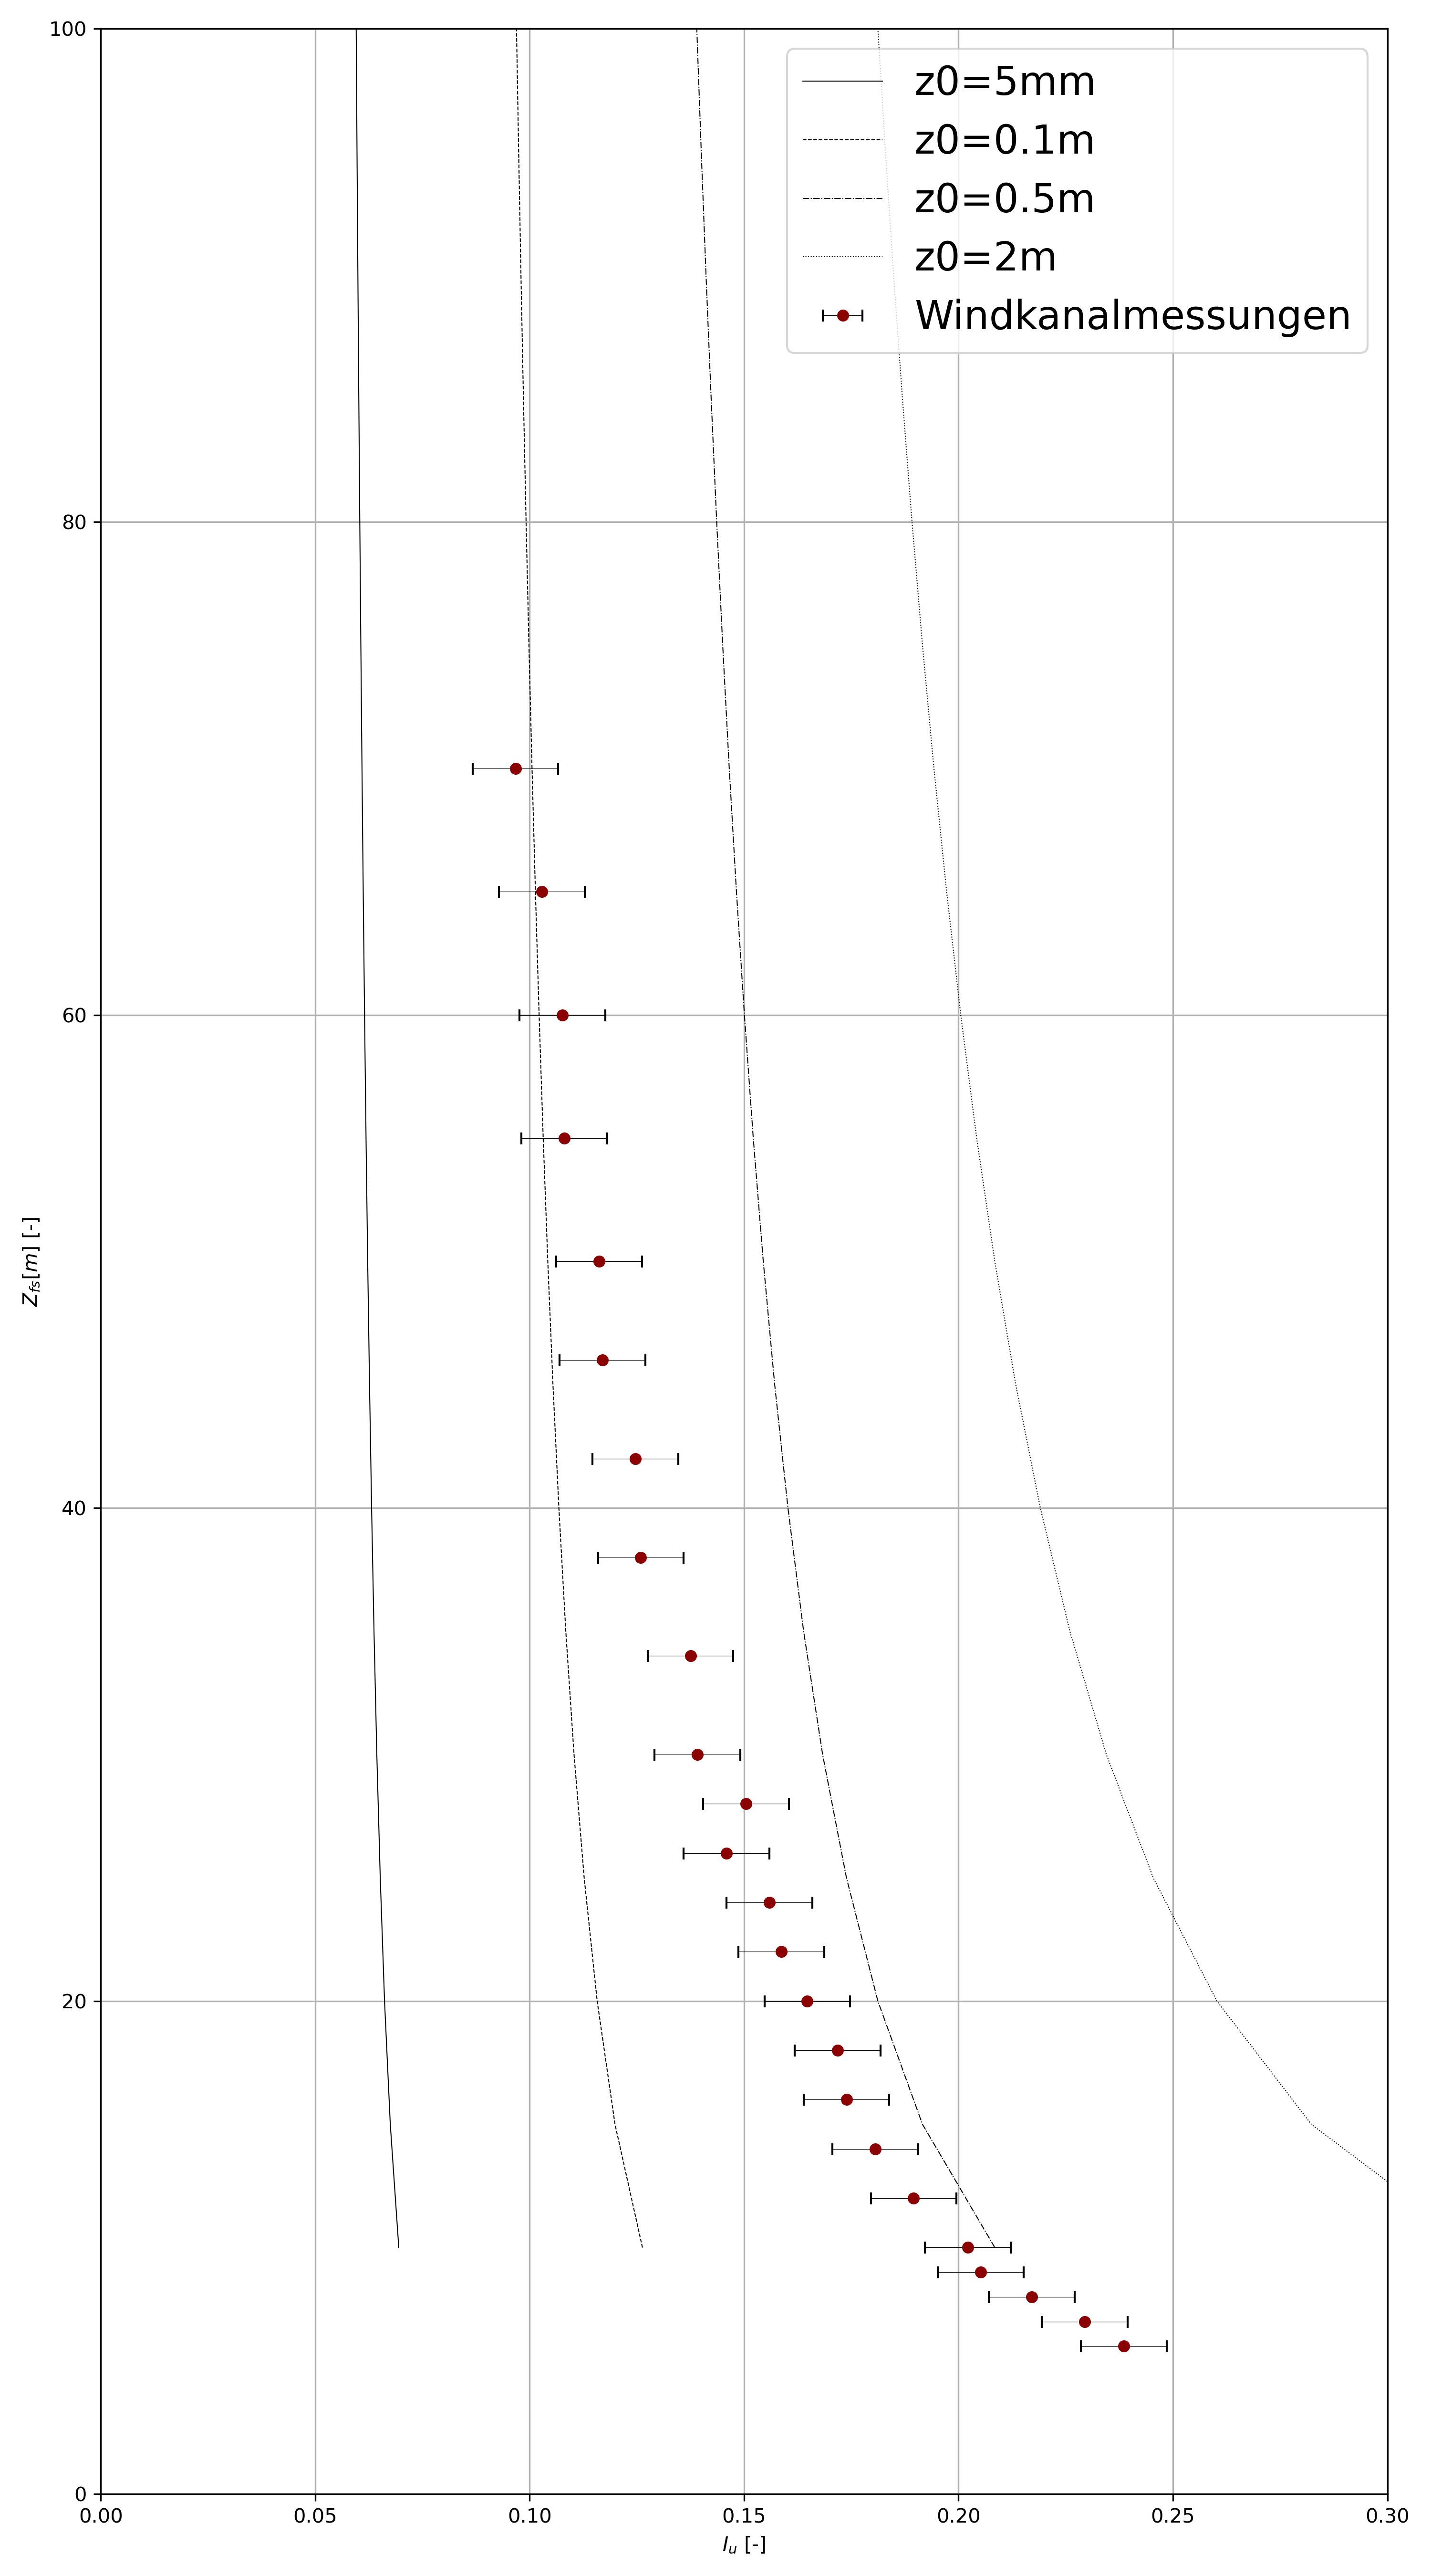 100
80
60
40
20
0
Z_fs[m] [-]
z0=5mm
z0=0.1m
z0=0.5m
z0=2m
Windkanalmessungen
0.00 0.05 0.10 0.15 0.20 0.25 0.30
I_u [-]